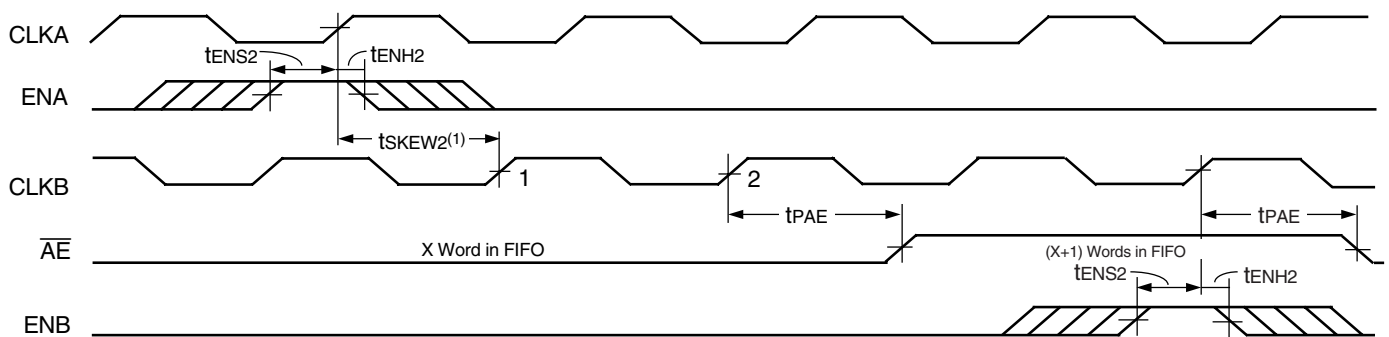 CLKA
tENS2 tENH2
ENA
tSKEW2(1)
CLKB 1 2
tPAE tPAE
AE X Word in FIFO (X+1) Words in FIFO
tENS2 tENH2
ENB